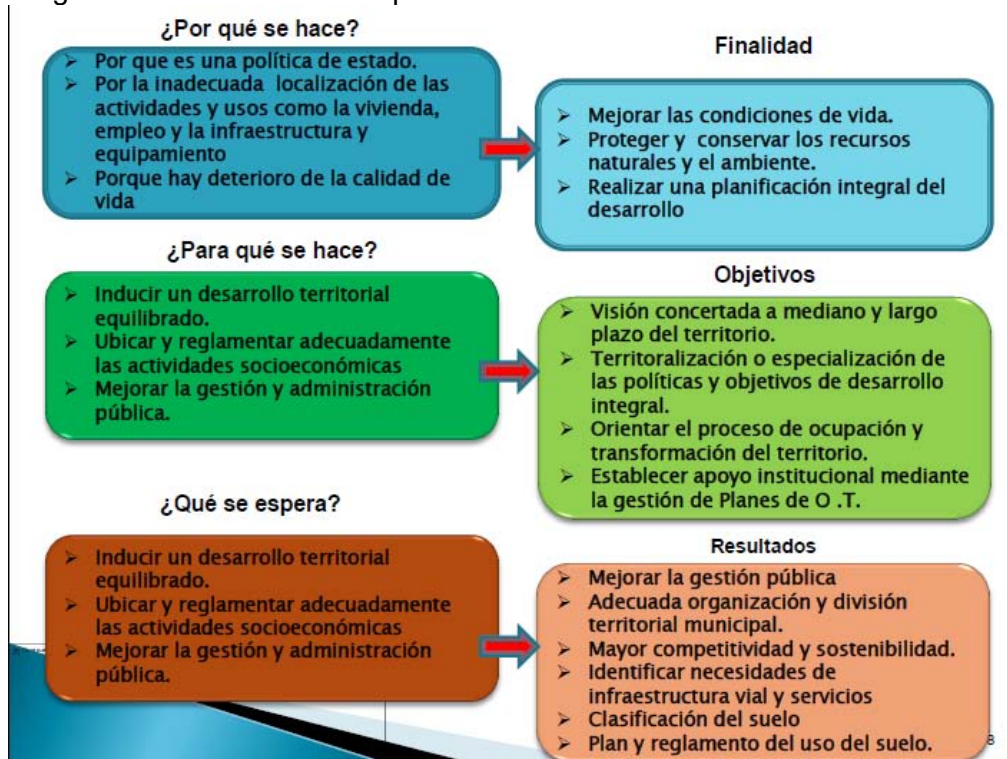 ¿Por qué se hace?
➢ Por que es una política de estado.
➢ Por la inadecuada localización de las
actividades y usos como la vivienda,
empleo y la infraestructura y
equipamiento
➢ Porque hay deterioro de la calidad de
vida
Finalidad
➢ Mejorar las condiciones de vida.
➢ Proteger y conservar los recursos
naturales y el ambiente.
➢ Realizar una planificación integral del
desarrollo
¿Para qué se hace?
➢ Inducir un desarrollo territorial
equilibrado.
➢ Ubicar y reglamentar adecuadamente
las actividades socioeconómicas
➢ Mejorar la gestión y administración
pública.
Objetivos
➢ Visión concertada a mediano y largo
plazo del territorio.
➢ Territoralización o especialización de
las políticas y objetivos de desarrollo
integral.
➢ Orientar el proceso de ocupación y
transformación del territorio.
➢ Establecer apoyo institucional mediante
la gestión de Planes de O .T.
¿Qué se espera?
➢ Inducir un desarrollo territorial
equilibrado.
➢ Ubicar y reglamentar adecuadamente
las actividades socioeconómicas
➢ Mejorar la gestión y administración
pública.
Resultados
➢ Mejorar la gestión pública
➢ Adecuada organización y división
territorial municipal.
➢ Mayor competitividad y sostenibilidad.
➢ Identificar necesidades de
infraestructura vial y servicios
➢ Clasificación del suelo
➢ Plan y reglamento del uso del suelo.
8